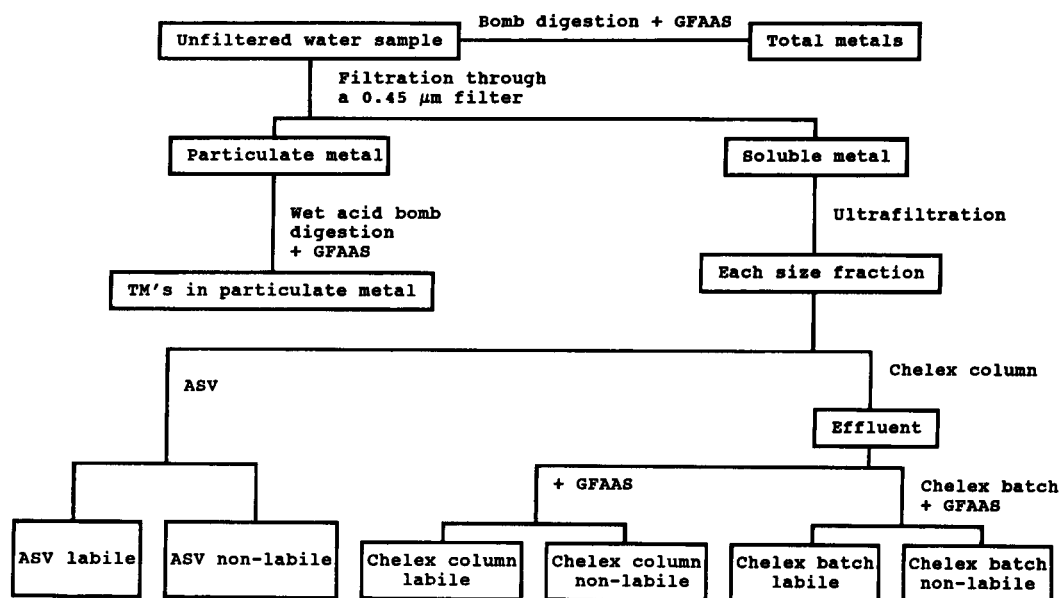 Bomb digestion + GFAAS
Unfiltered water sample
Total metals
Filtration through
a 0.45 μm filter
Particulate metal
Soluble metal
Wet acid bomb
digestion
+ GFAAS
Ultrafiltration
TM's in particulate metal
Each size fraction
ASV
Chelex column
Effluent
+ GFAAS
Chelex batch
+ GFAAS
ASV labile
ASV non-labile
Chelex column
labile
Chelex column
non-labile
Chelex batch
labile
Chelex batch
non-labile